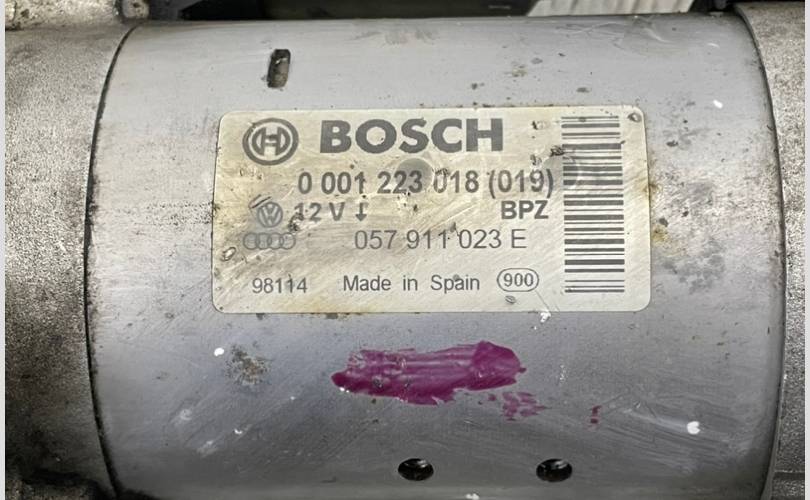 BOSCH
0 001 223 018 (019)
12 V BPZ
057 911 023 E
98114 Made in Spain 900